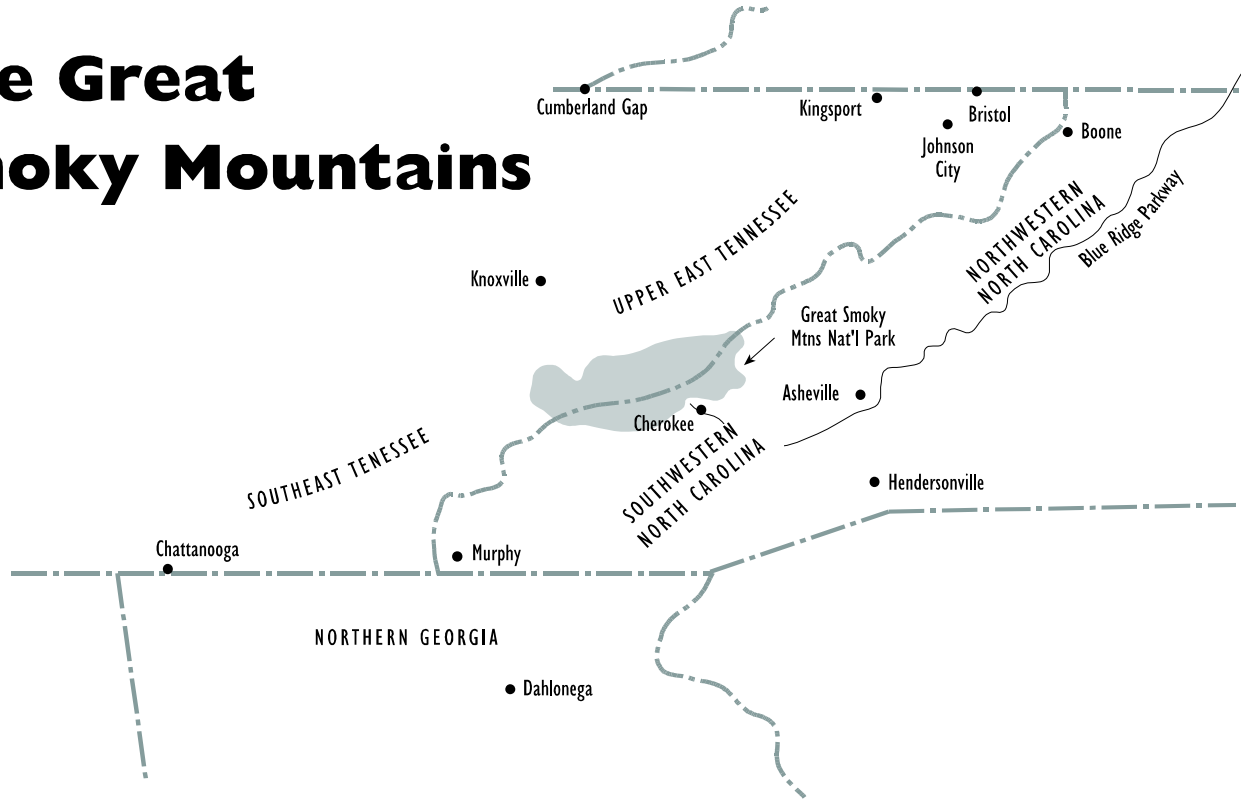 e Great
oky Mountains
Cumberland Gap
Kingsport
Bristol
Johnson
City
Boone
NORTHWESTERN
NORTH CAROLINA
Blue Ridge Parkway
UPPER EAST TENNESSEE
Knoxville
Great Smoky
Mtns Nat'l Park
Asheville
Cherokee
SOUTHWESTERN
NORTH CAROLINA
SOUTHEAST TENESSEE
Hendersonville
Chattanooga
Murphy
NORTHERN GEORGIA
Dahlonega